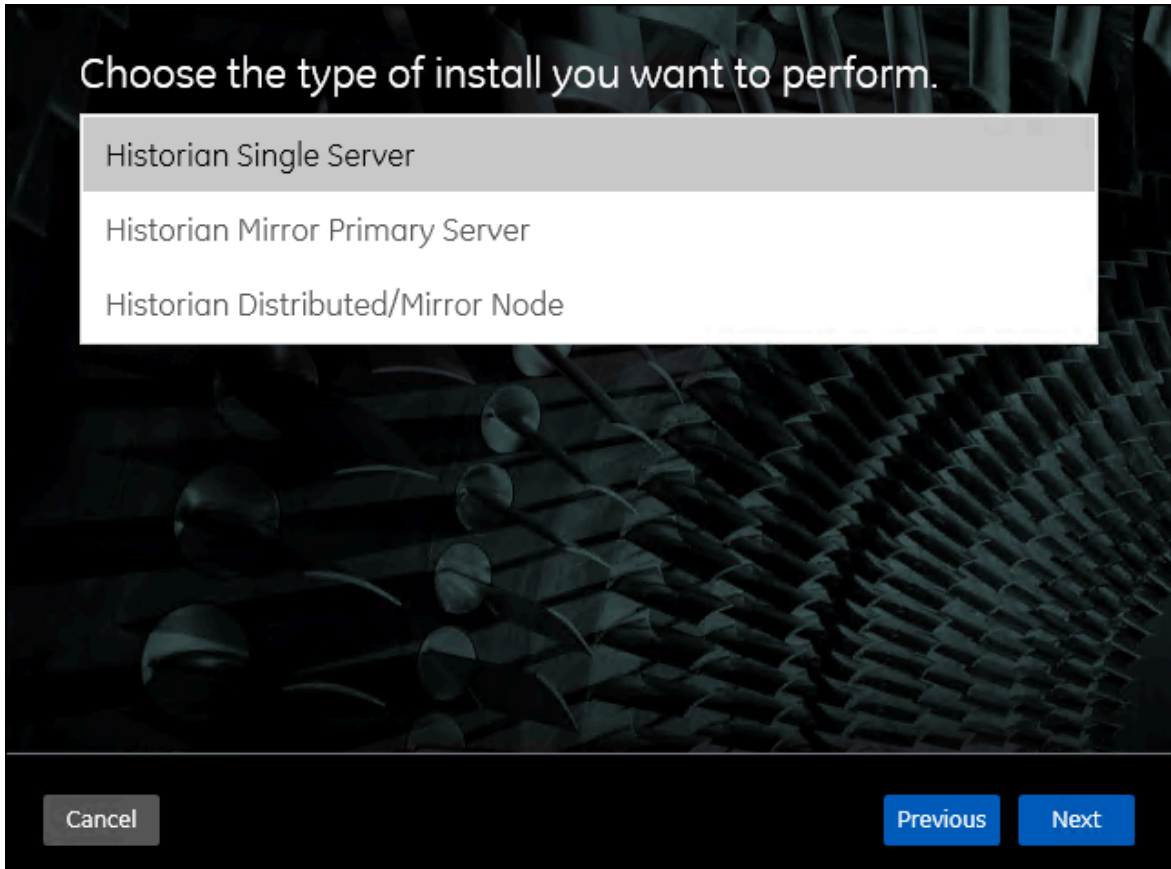 Choose the type of install you want to perform.
Historian Single Server
Historian Mirror Primary Server
Historian Distributed/Mirror Node
Cancel
Previous
Next